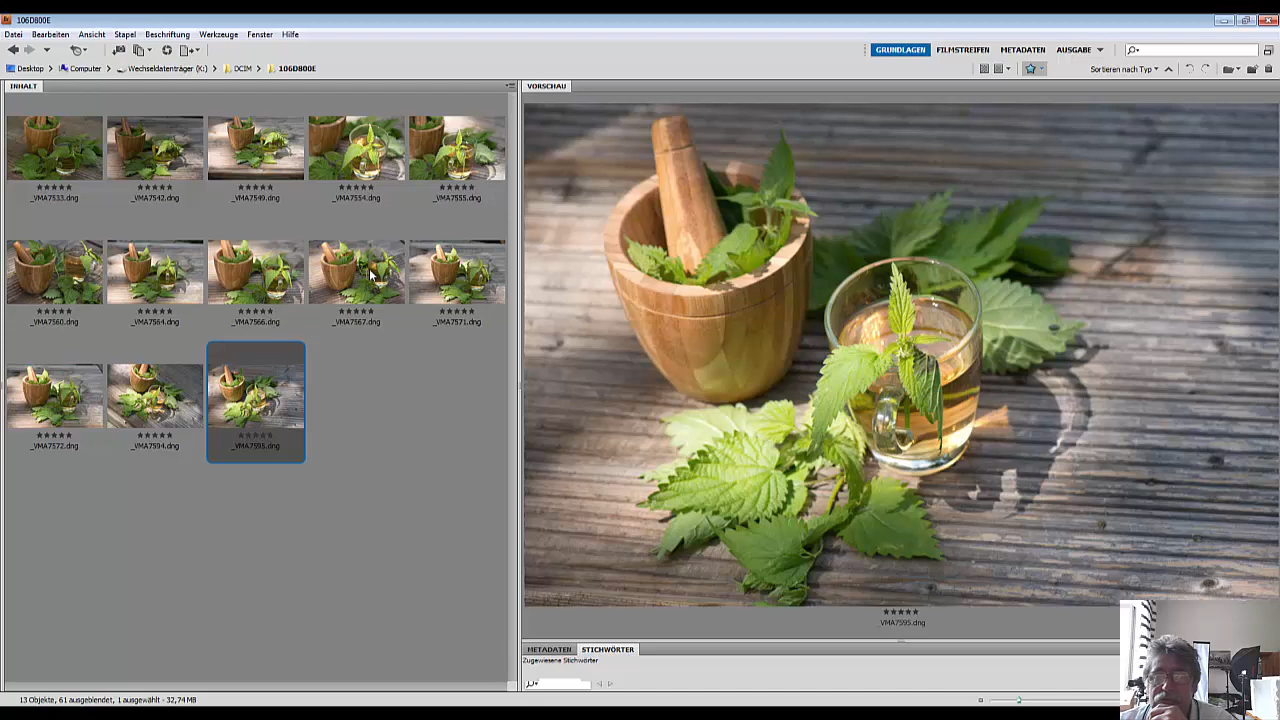 106D800E
Datei Bearbeiten Ansicht Stapel Beschriftung Werkzeuge Fenster Hilfe
GRUNDLAGEN FILMSTREIFEN METADATEN AUSGABE
Desktop Computer Wechseldatenträger (K:) DCIM 106D800E
Sortieren nach Typ
INHALT
VORSCHAU
_VMA7533.dng _VMA7542.dng _VMA7549.dng _VMA7554.dng _VMA7555.dng
_VMA7560.dng _VMA7564.dng _VMA7566.dng _VMA7567.dng _VMA7571.dng
_VMA7572.dng _VMA7594.dng _VMA7595.dng
_VMA7595.dng
METADATEN STICHWÖRTER
Zugewiesene Stichwörter
13 Objekte, 61 ausgeblendet, 1 ausgewählt - 32,74 MB